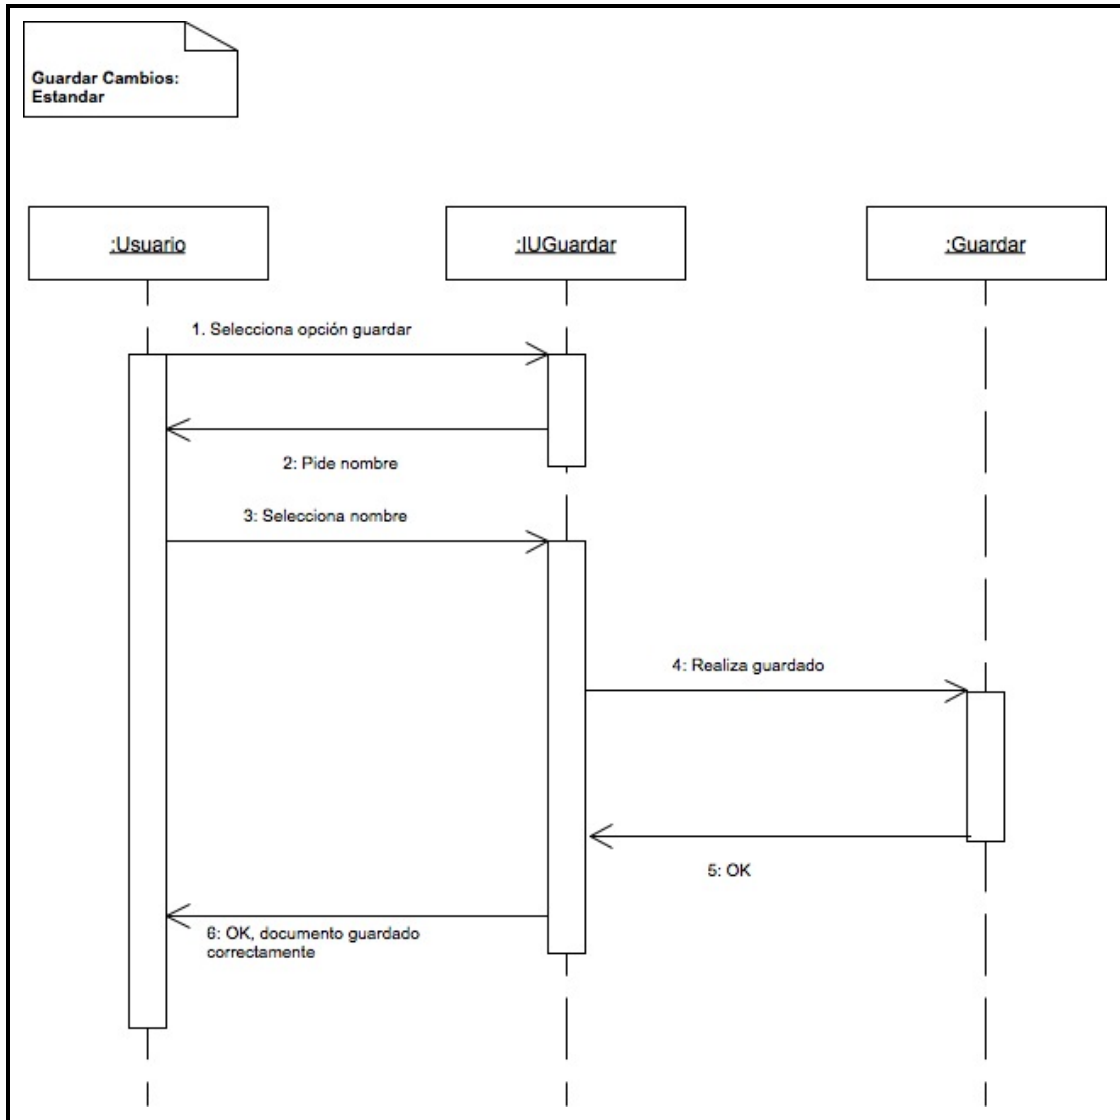 Guardar Cambios:
Estandar
:Usuario
:IUGuardar
:Guardar
1. Selecciona opción guardar
2: Pide nombre
3: Selecciona nombre
4: Realiza guardado
5: OK
6: OK, documento guardado
correctamente